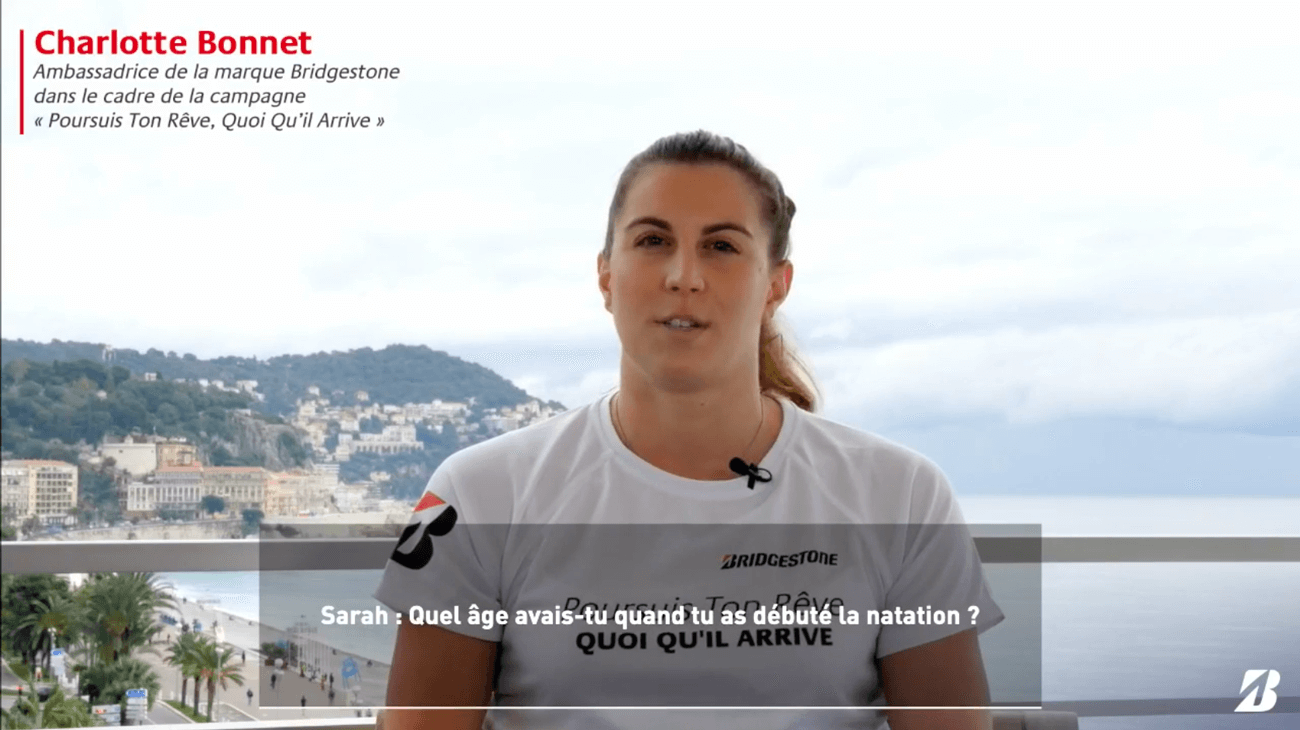 Charlotte Bonnet
Ambassadrice de la marque Bridgestone
dans le cadre de la campagne
« Poursuis Ton Rêve, Quoi Qu'il Arrive »
B
BRIDGESTONE
Poursuis Ton Rêve
QUOI QU'IL ARRIVE
Sarah : Quel âge avais-tu quand tu as débuté la natation ?
B